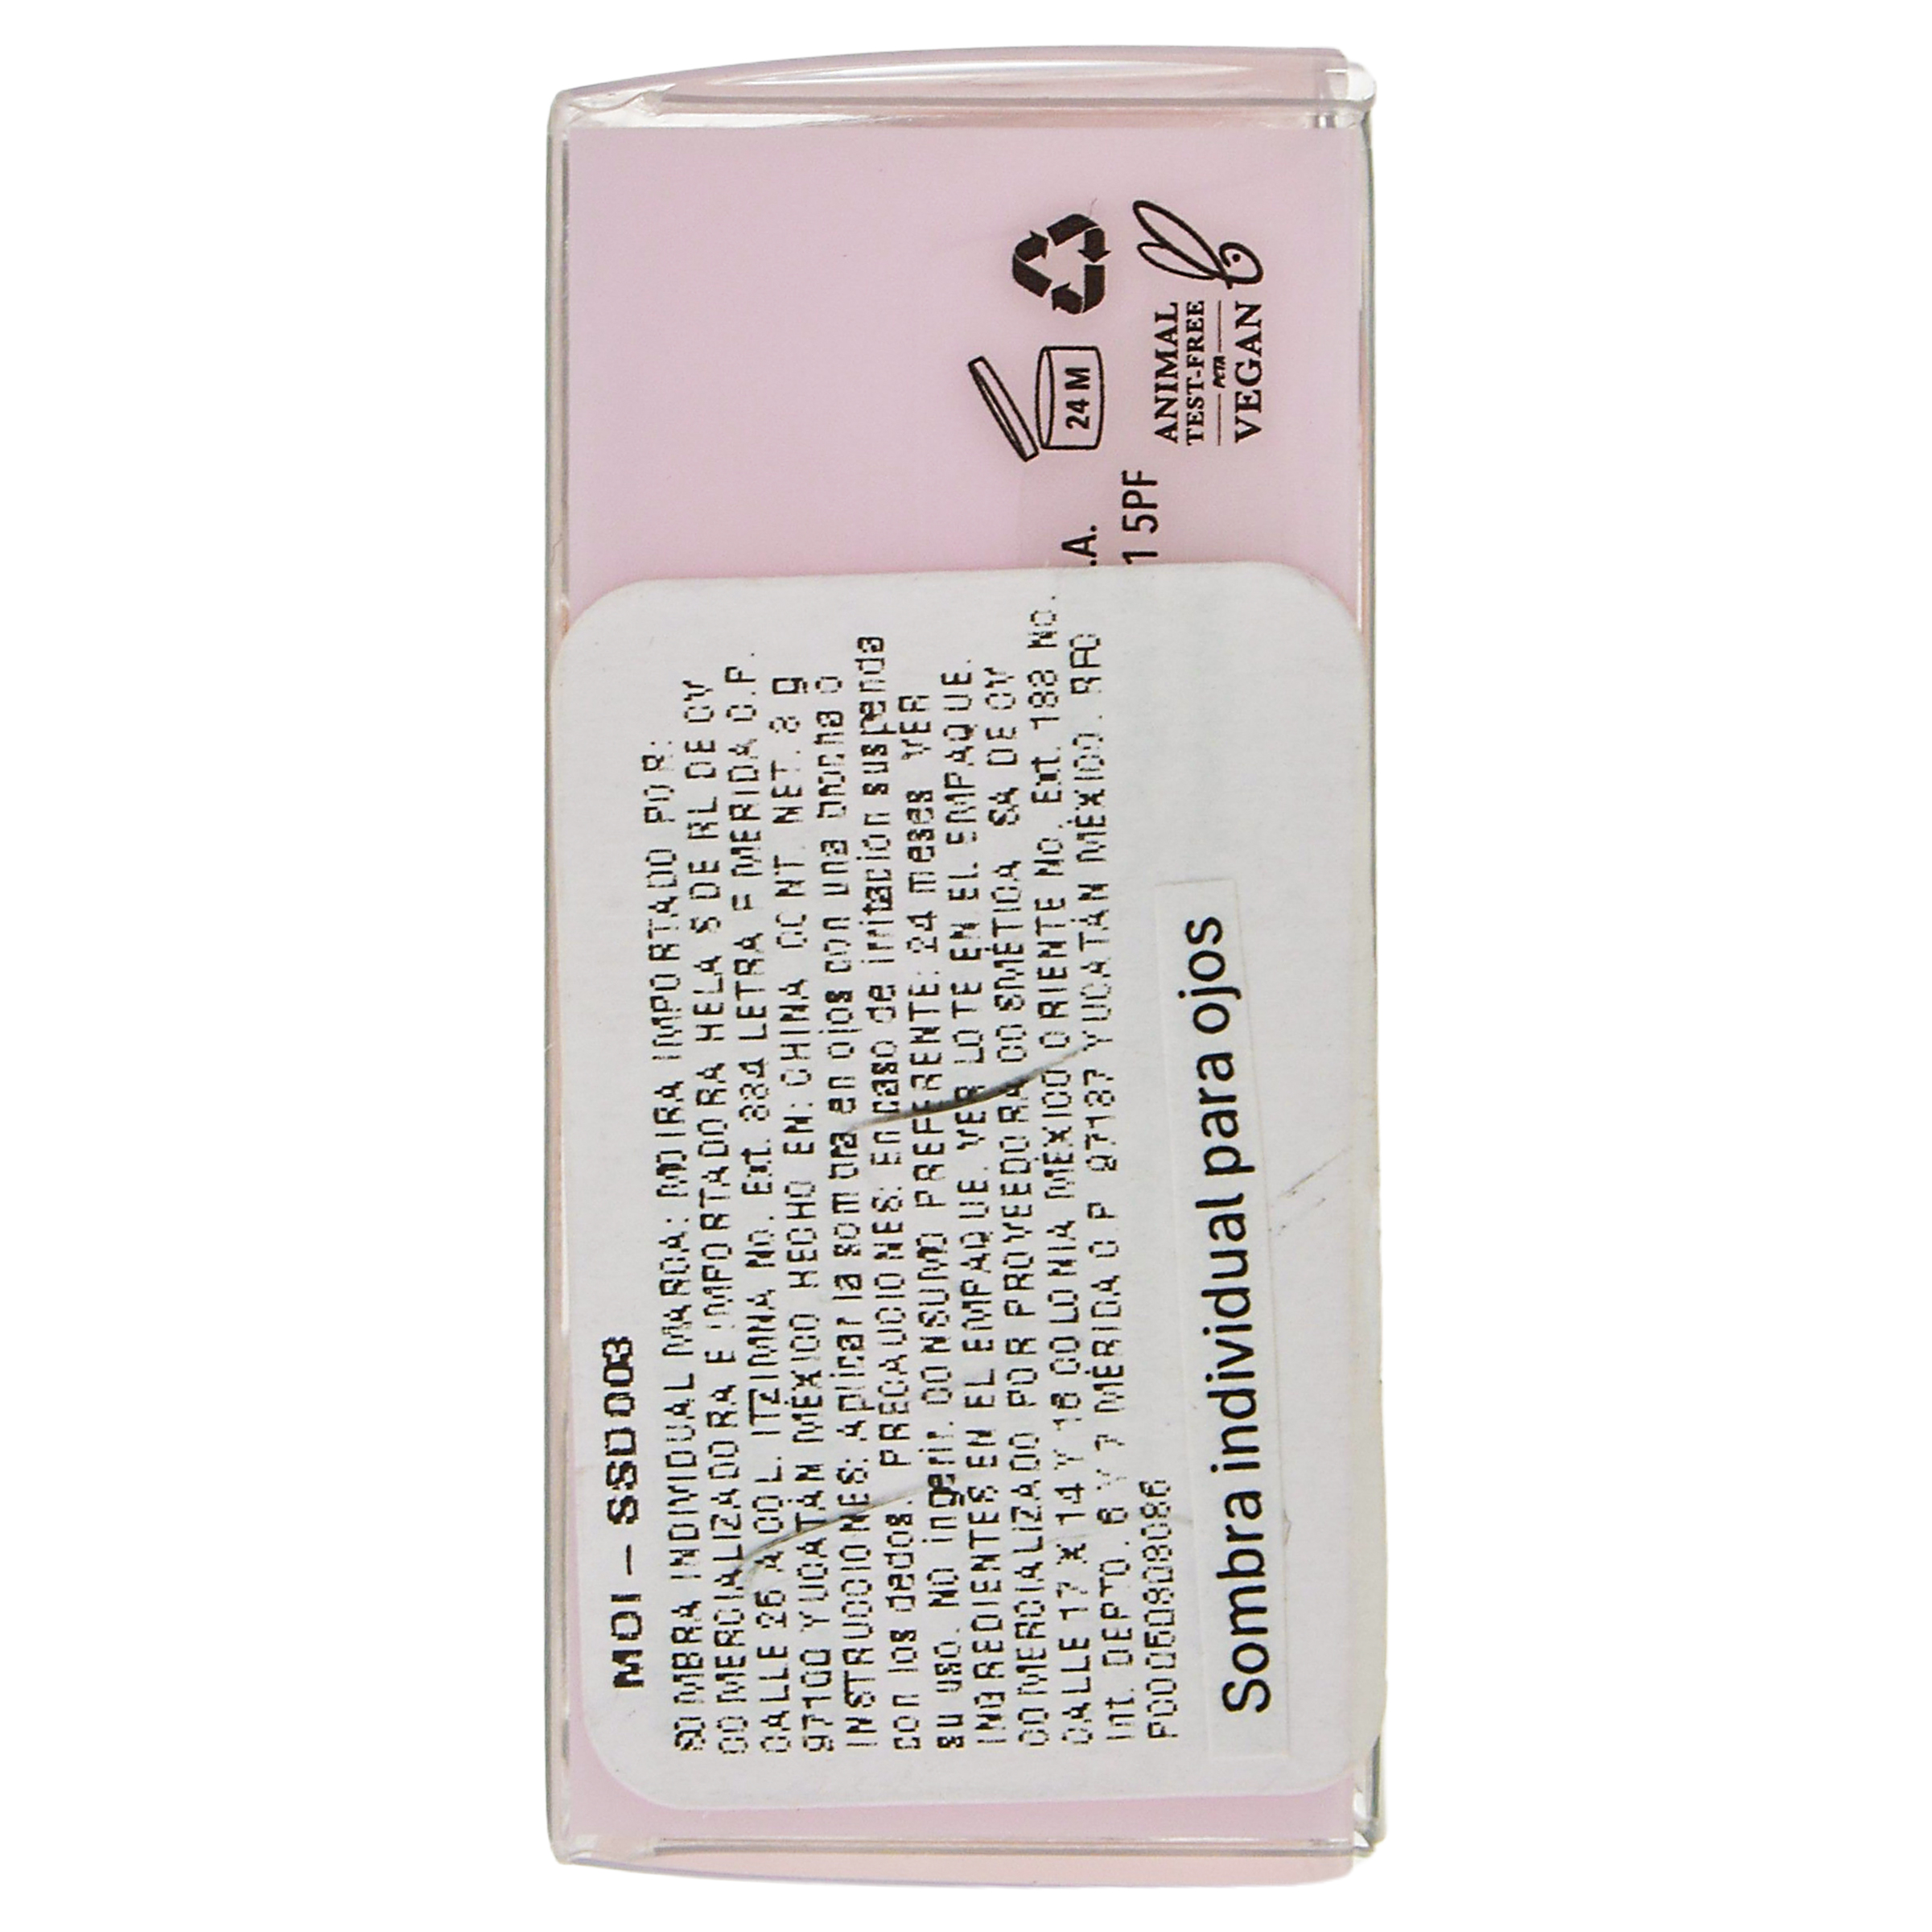 MOI - SSD003
SOMBRA INDIVIDUAL MARCA: MOIRA IMPORTADO POR:
COMERCIALIZADORA E IMPORTADORA HELA S DE RL DE CV
CALLE 26 A COL. ITZIMNA No. Ext. 334 LETRA F MERIDA C.P.
97100 YUCATÁN MÉXICO HECHO EN: CHINA CONT. NET. 8 g
INSTRUCCIONES: Aplicar la sombra en ojos con una brocha o
con los dedos. PRECAUCIONES: En caso de irritación suspenda
su uso. No ingerir. CONSUMO PREFERENTE: 24 meses VER
INGREDIENTES EN EL EMPAQUE. VER LOTE EN EL EMPAQUE.
COMERCIALIZADO POR PROVEEDORA COSMÉTICA SA DE CV
CALLE 17 X 14 Y 16 COLONIA MÉXICO ORIENTE No. Ext. 188 No.
Int. DEPTO. 6 y 7 MÉRIDA C.P 97137 YUCATÁN MÉXICO. RFC
Sombra individual para ojos
.A.
15PF
24 M
ANIMAL
TEST-FREE
PETA
VEGAN